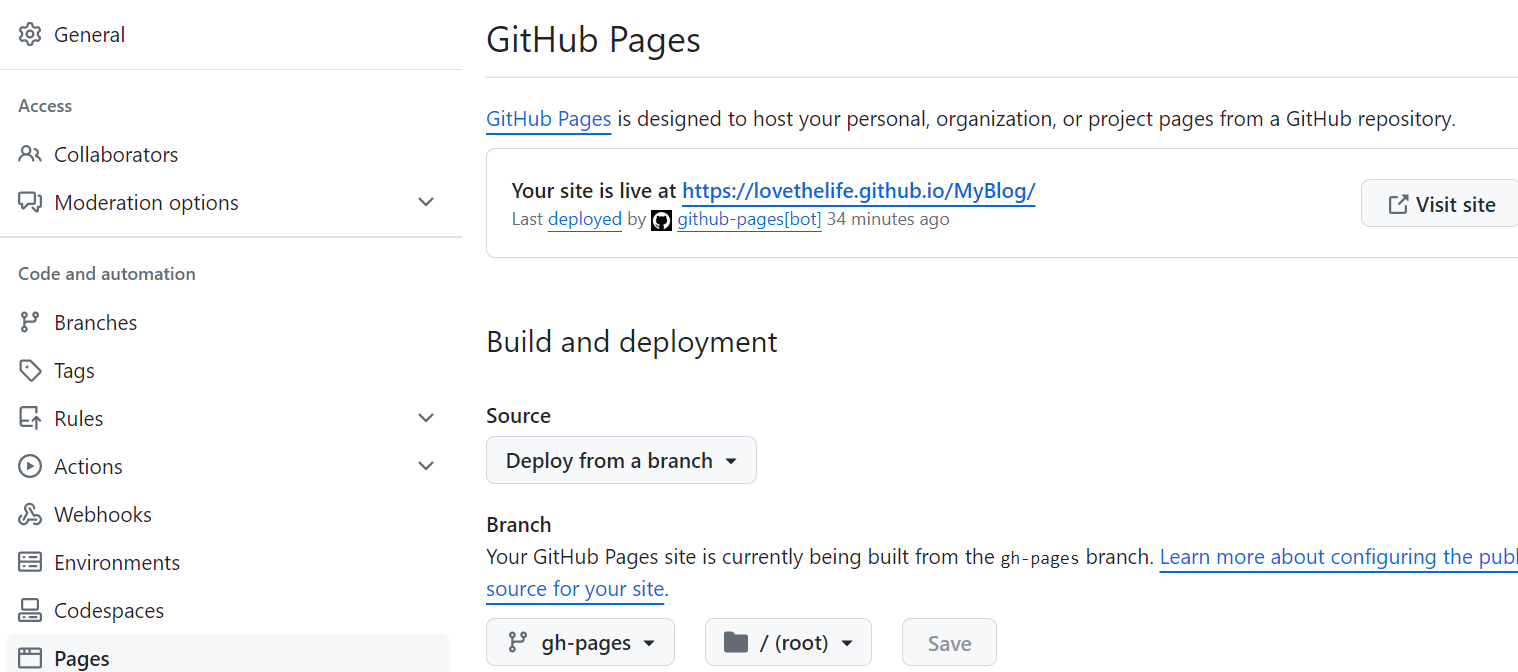 General
Access
Collaborators
Moderation options
Code and automation
Branches
Tags
Rules
Actions
Webhooks
Environments
Codespaces
Pages
GitHub Pages
GitHub Pages is designed to host your personal, organization, or project pages from a GitHub repository.
Your site is live at https://lovethelife.github.io/MyBlog/
Last deployed by github-pages[bot] 34 minutes ago
Visit site
Build and deployment
Source
Deploy from a branch
Branch
Your GitHub Pages site is currently being built from the gh-pages branch. Learn more about configuring the publ
source for your site.
gh-pages
/ (root)
Save